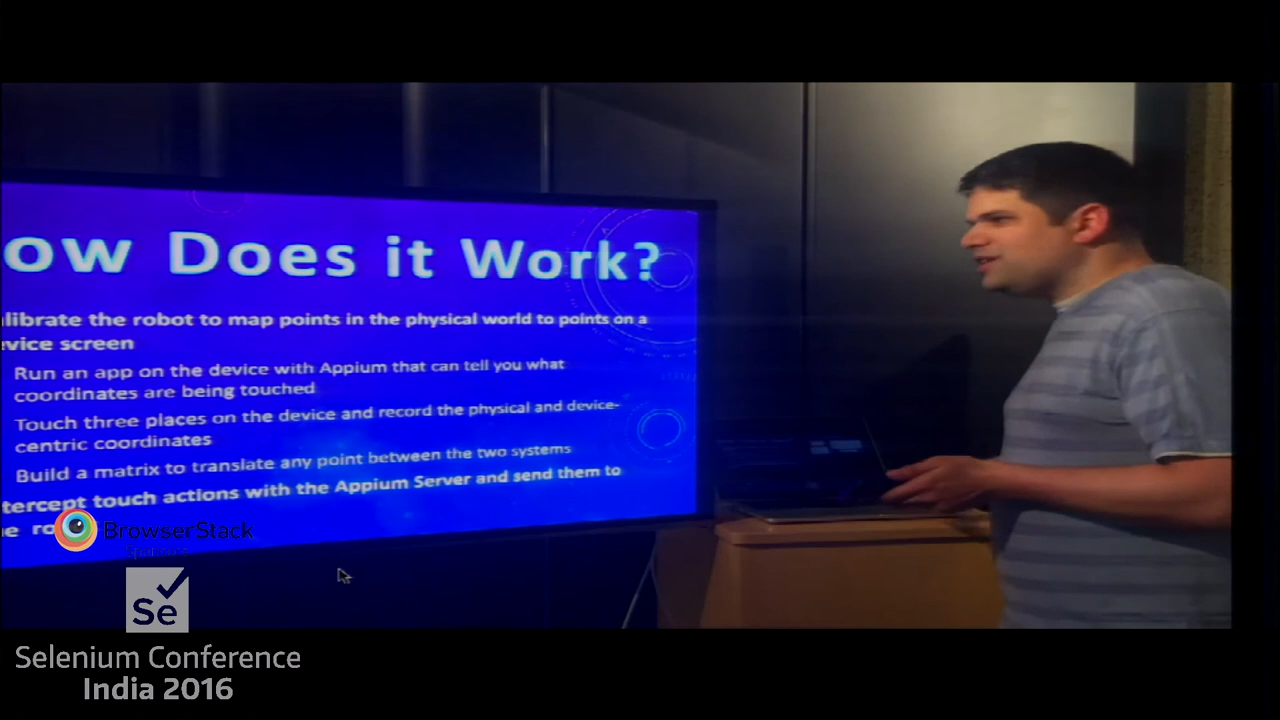 ow Does it Work?
librate the robot to map points in the physical world to points on a
vice screen
Run an app on the device with Appium that can tell you what
coordinates are being touched
Touch three places on the device and record the physical and device-
centric coordinates
Build a matrix to translate any point between the two systems
tercept touch actions with the Appium Server and send them to
e ro
BrowserStack
Sponsors
Se
Selenium Conference
India 2016